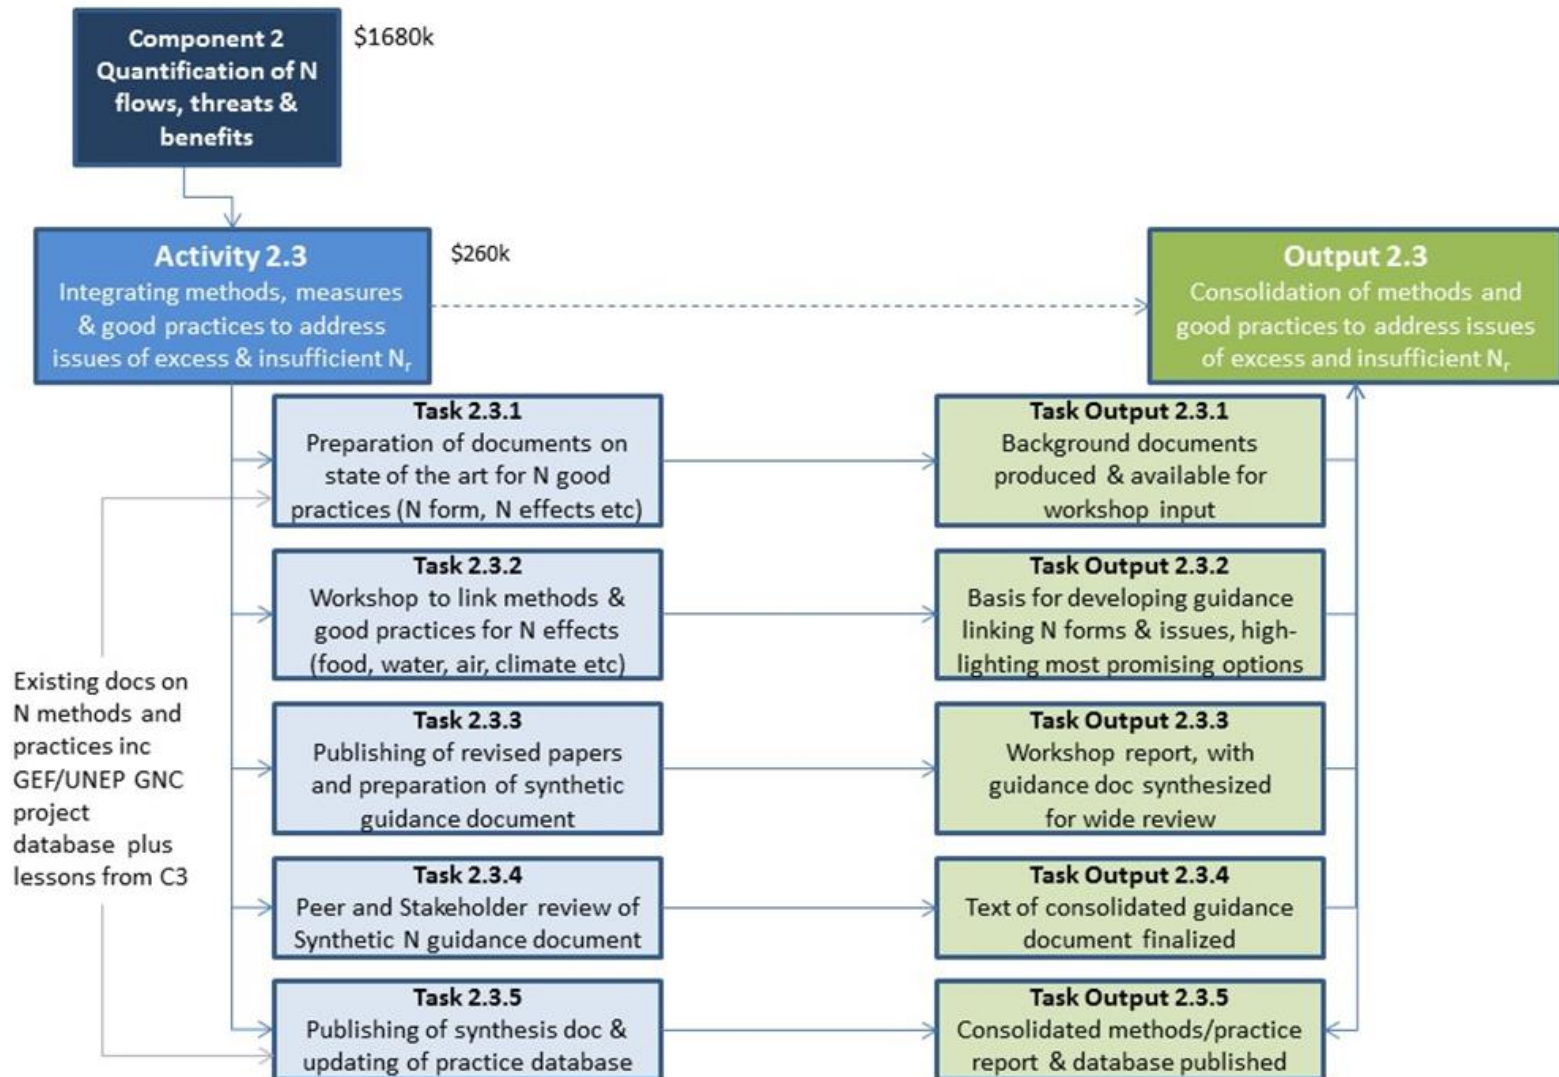 Component 2
Quantification of N
flows, threats &
benefits
$1680k
Activity 2.3
Integrating methods, measures
& good practices to address
issues of excess & insufficient Nr
$260k
Output 2.3
Consolidation of methods and
good practices to address issues
of excess and insufficient Nr
Task 2.3.1
Preparation of documents on
state of the art for N good
practices (N form, N effects etc)
Task Output 2.3.1
Background documents
produced & available for
workshop input
Task 2.3.2
Workshop to link methods &
good practices for N effects
(food, water, air, climate etc)
Task Output 2.3.2
Basis for developing guidance
linking N forms & issues, high-
lighting most promising options
Existing docs on
N methods and
practices inc
GEF/UNEP GNC
project
database plus
lessons from C3
Task 2.3.3
Publishing of revised papers
and preparation of synthetic
guidance document
Task Output 2.3.3
Workshop report, with
guidance doc synthesized
for wide review
Task 2.3.4
Peer and Stakeholder review of
Synthetic N guidance document
Task Output 2.3.4
Text of consolidated guidance
document finalized
Task 2.3.5
Publishing of synthesis doc &
updating of practice database
Task Output 2.3.5
Consolidated methods/practice
report & database published